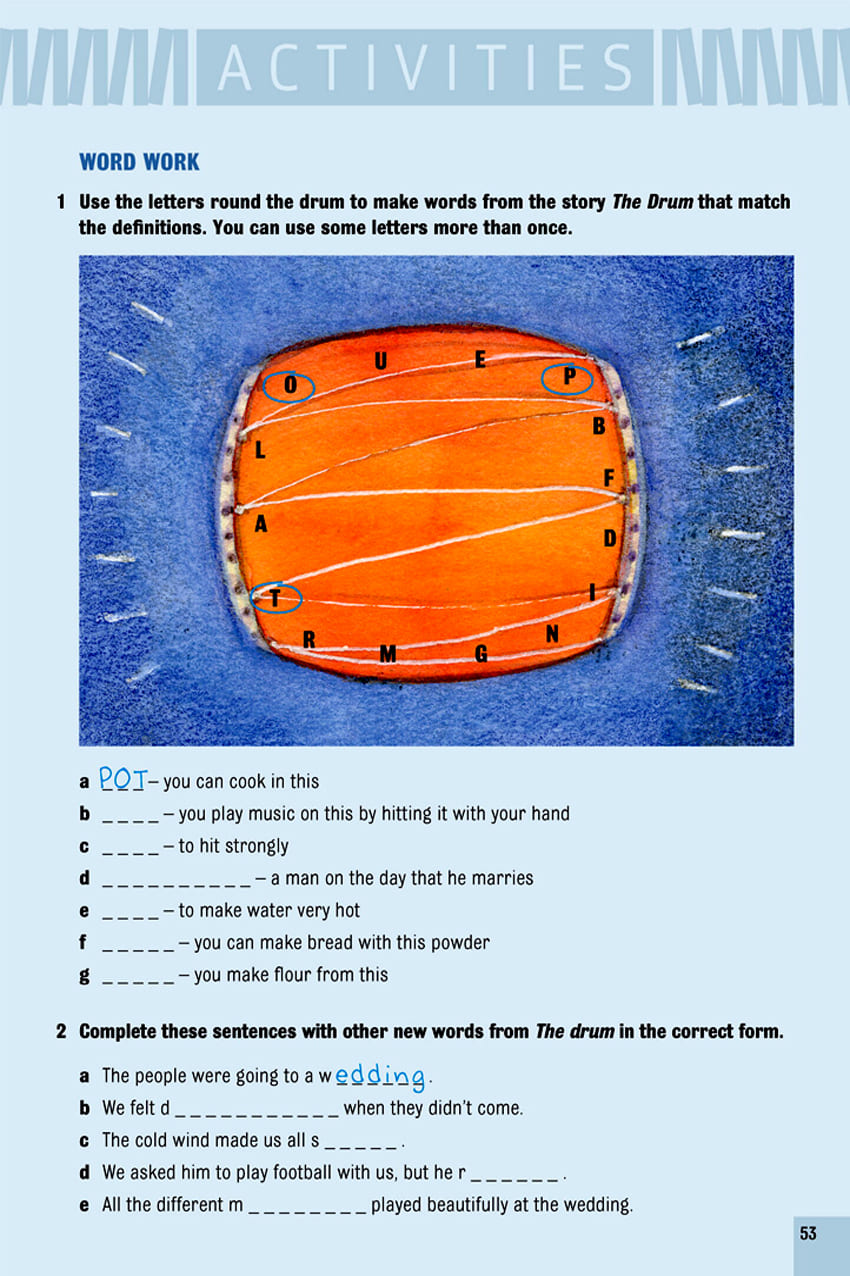 ACTIVITIES
WORD WORK
1 Use the letters round the drum to make words from the story The Drum that match
the definitions. You can use some letters more than once.
O U E P
L B
F
A D
T I
R M G N
a POT – you can cook in this
b _ _ _ _ – you play music on this by hitting it with your hand
c _ _ _ _ – to hit strongly
d _ _ _ _ _ _ _ _ _ _ – a man on the day that he marries
e _ _ _ _ – to make water very hot
f _ _ _ _ _ – you can make bread with this powder
g _ _ _ _ _ – you make flour from this
2 Complete these sentences with other new words from The drum in the correct form.
a The people were going to a wedding.
b We felt d _ _ _ _ _ _ _ _ _ _ _ when they didn't come.
c The cold wind made us all s _ _ _ _ _ .
d We asked him to play football with us, but he r _ _ _ _ _ _ .
e All the different m _ _ _ _ _ _ _ _ played beautifully at the wedding.
53